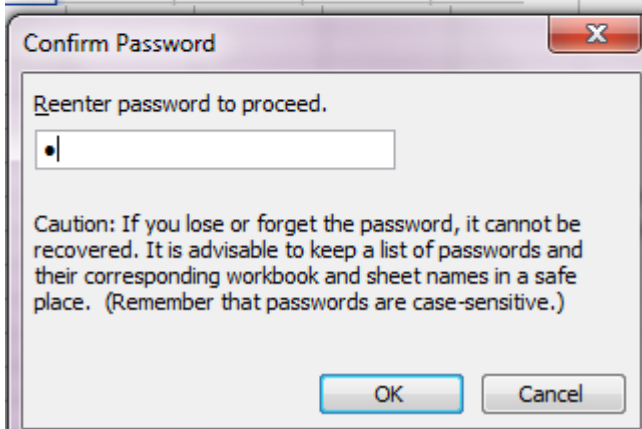 Confirm Password
Reenter password to proceed.
●
Caution: If you lose or forget the password, it cannot be
recovered. It is advisable to keep a list of passwords and
their corresponding workbook and sheet names in a safe
place.  (Remember that passwords are case-sensitive.)
OK Cancel